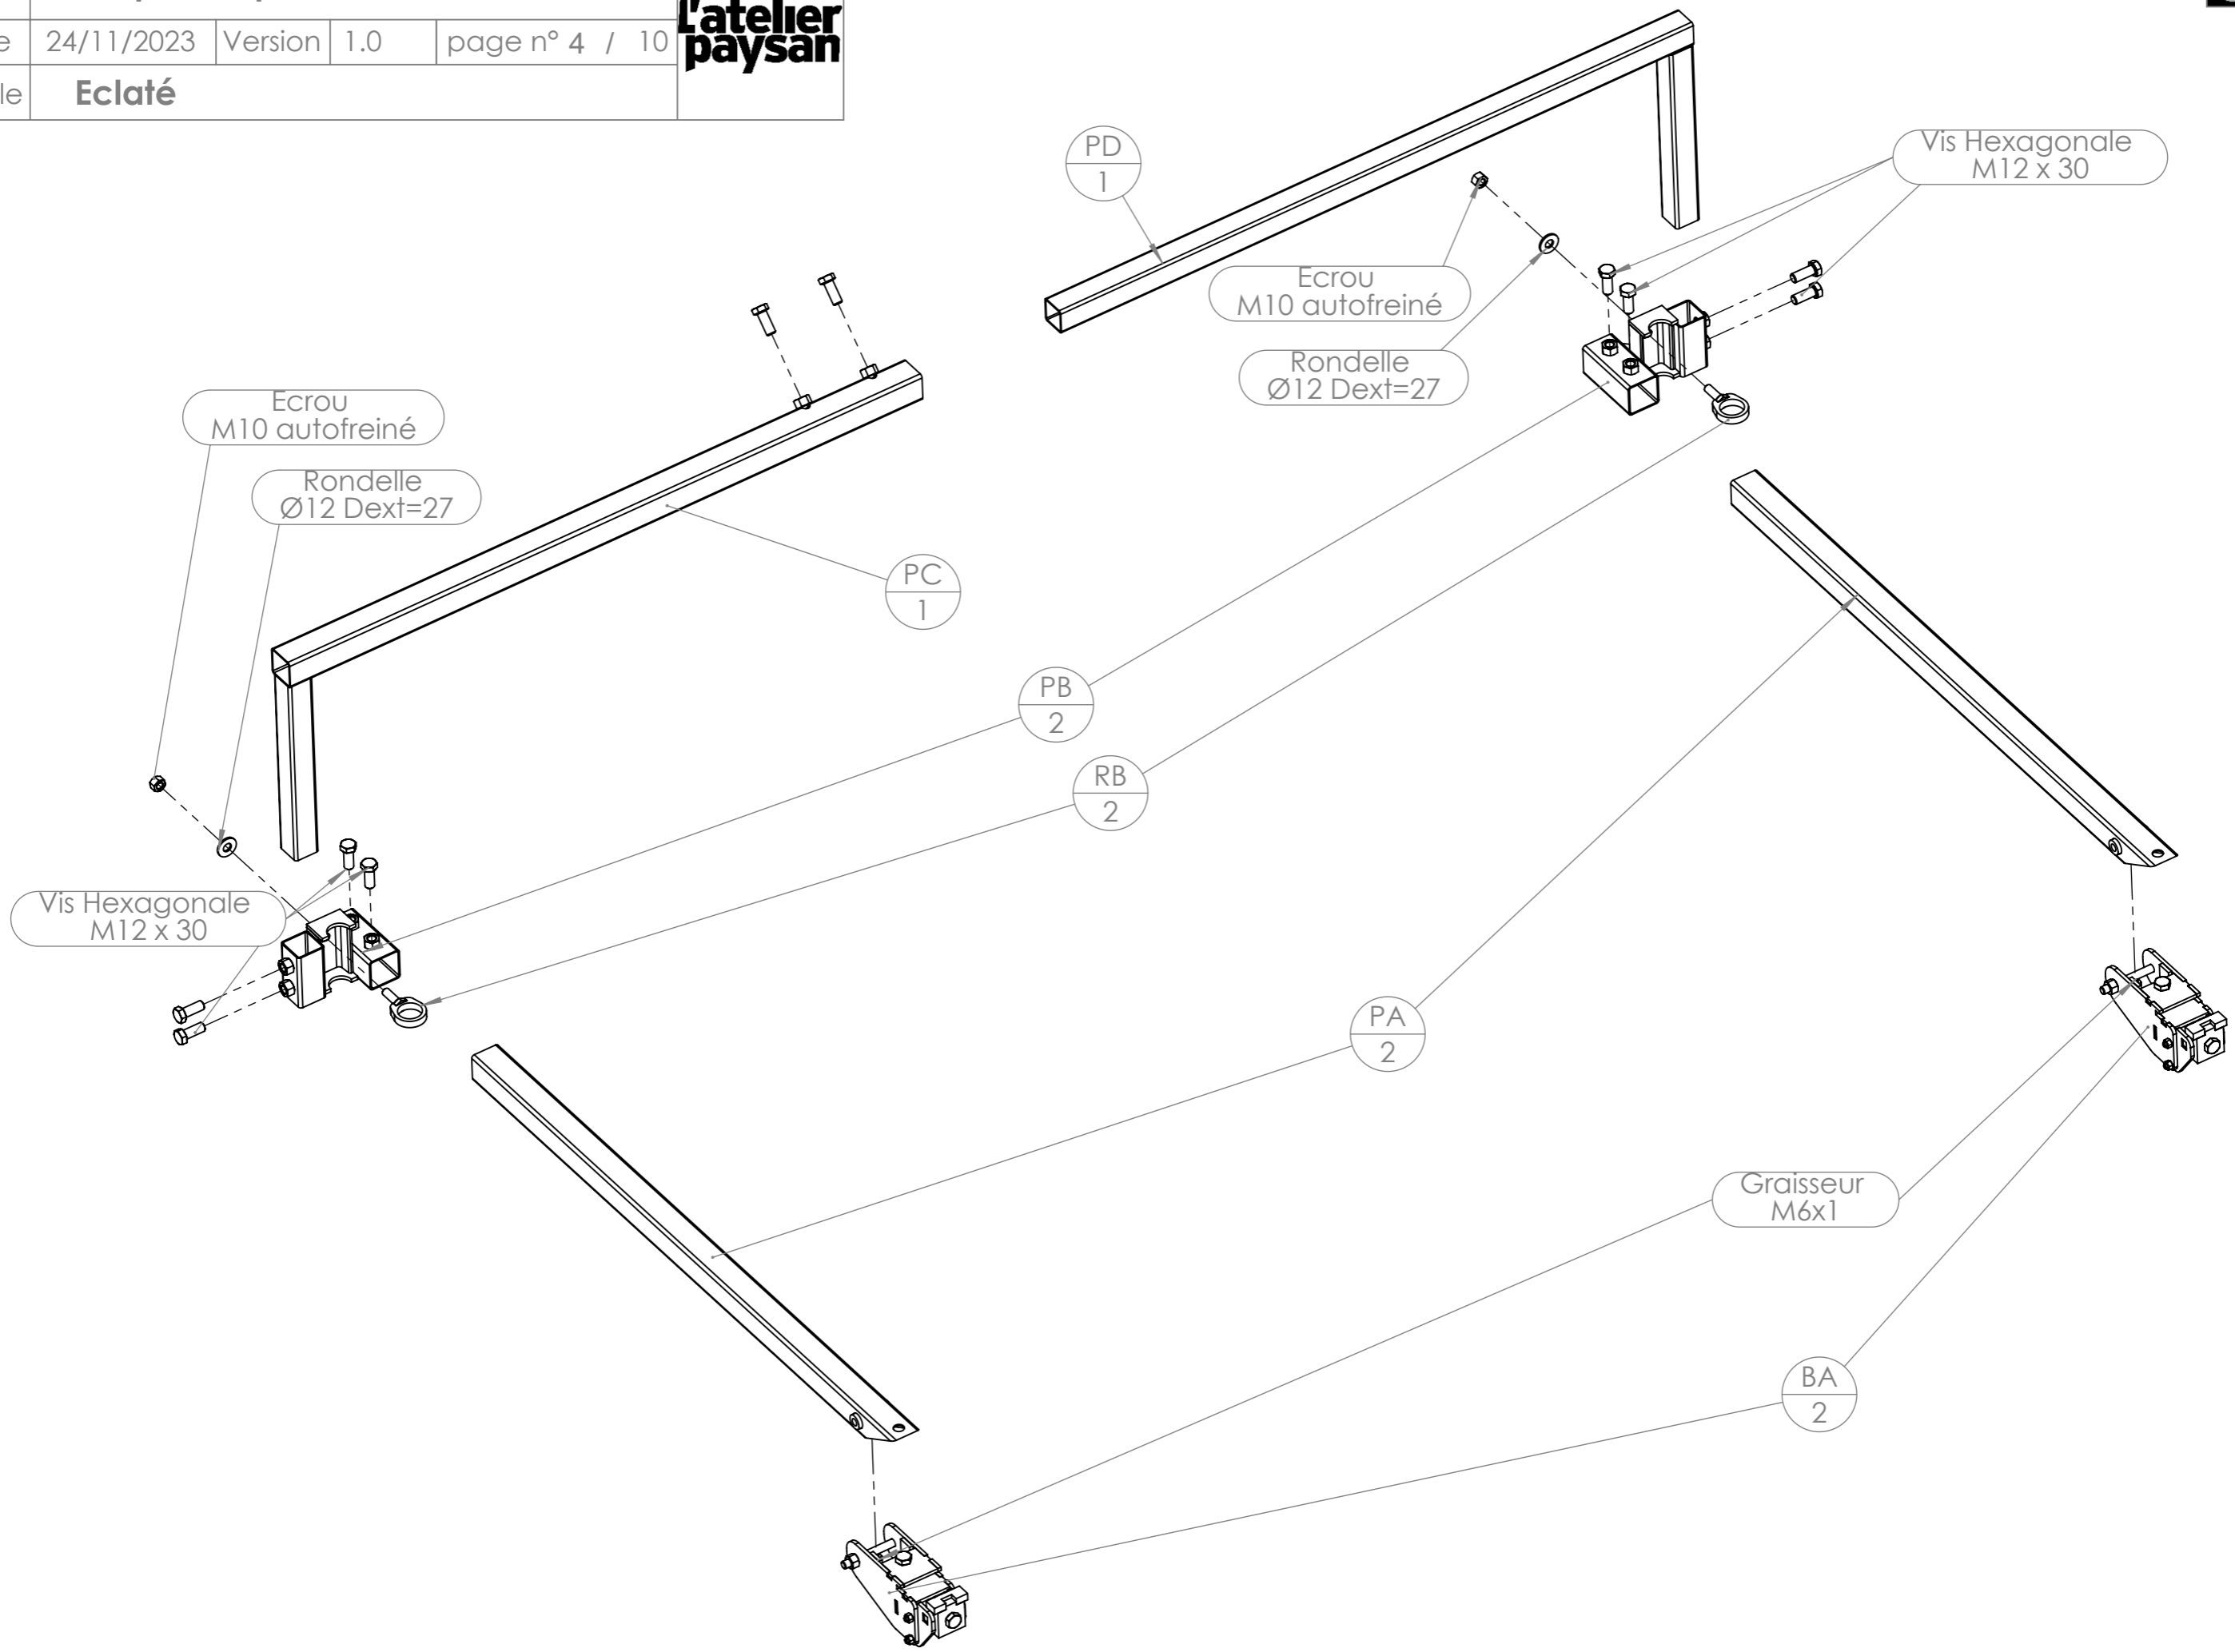 e 24/11/2023 Version 1.0 page n° 4 / 10
L'atelier
paysan
le Eclaté
PD
1
Vis Hexagonale
M12 x 30
Ecrou
M10 autofreiné
Rondelle
Ø12 Dext=27
Ecrou
M10 autofreiné
Rondelle
Ø12 Dext=27
PC
1
PB
2
RB
2
Vis Hexagonale
M12 x 30
PA
2
Graisseur
M6x1
BA
2